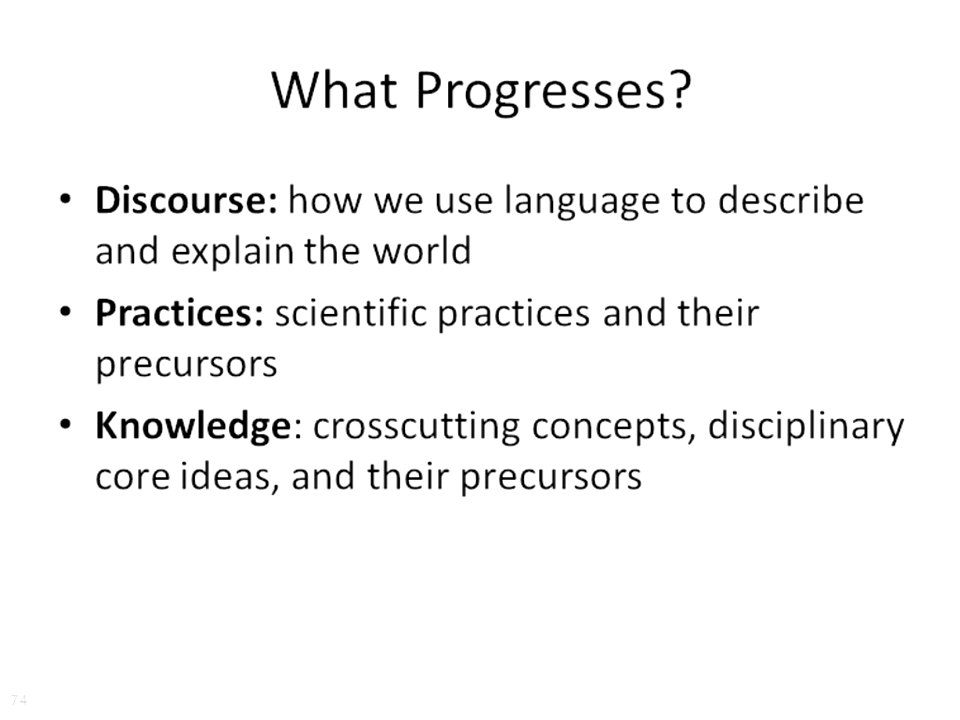 What Progresses?
• Discourse: how we use language to describe
and explain the world
• Practices: scientific practices and their
precursors
• Knowledge: crosscutting concepts, disciplinary
core ideas, and their precursors
74